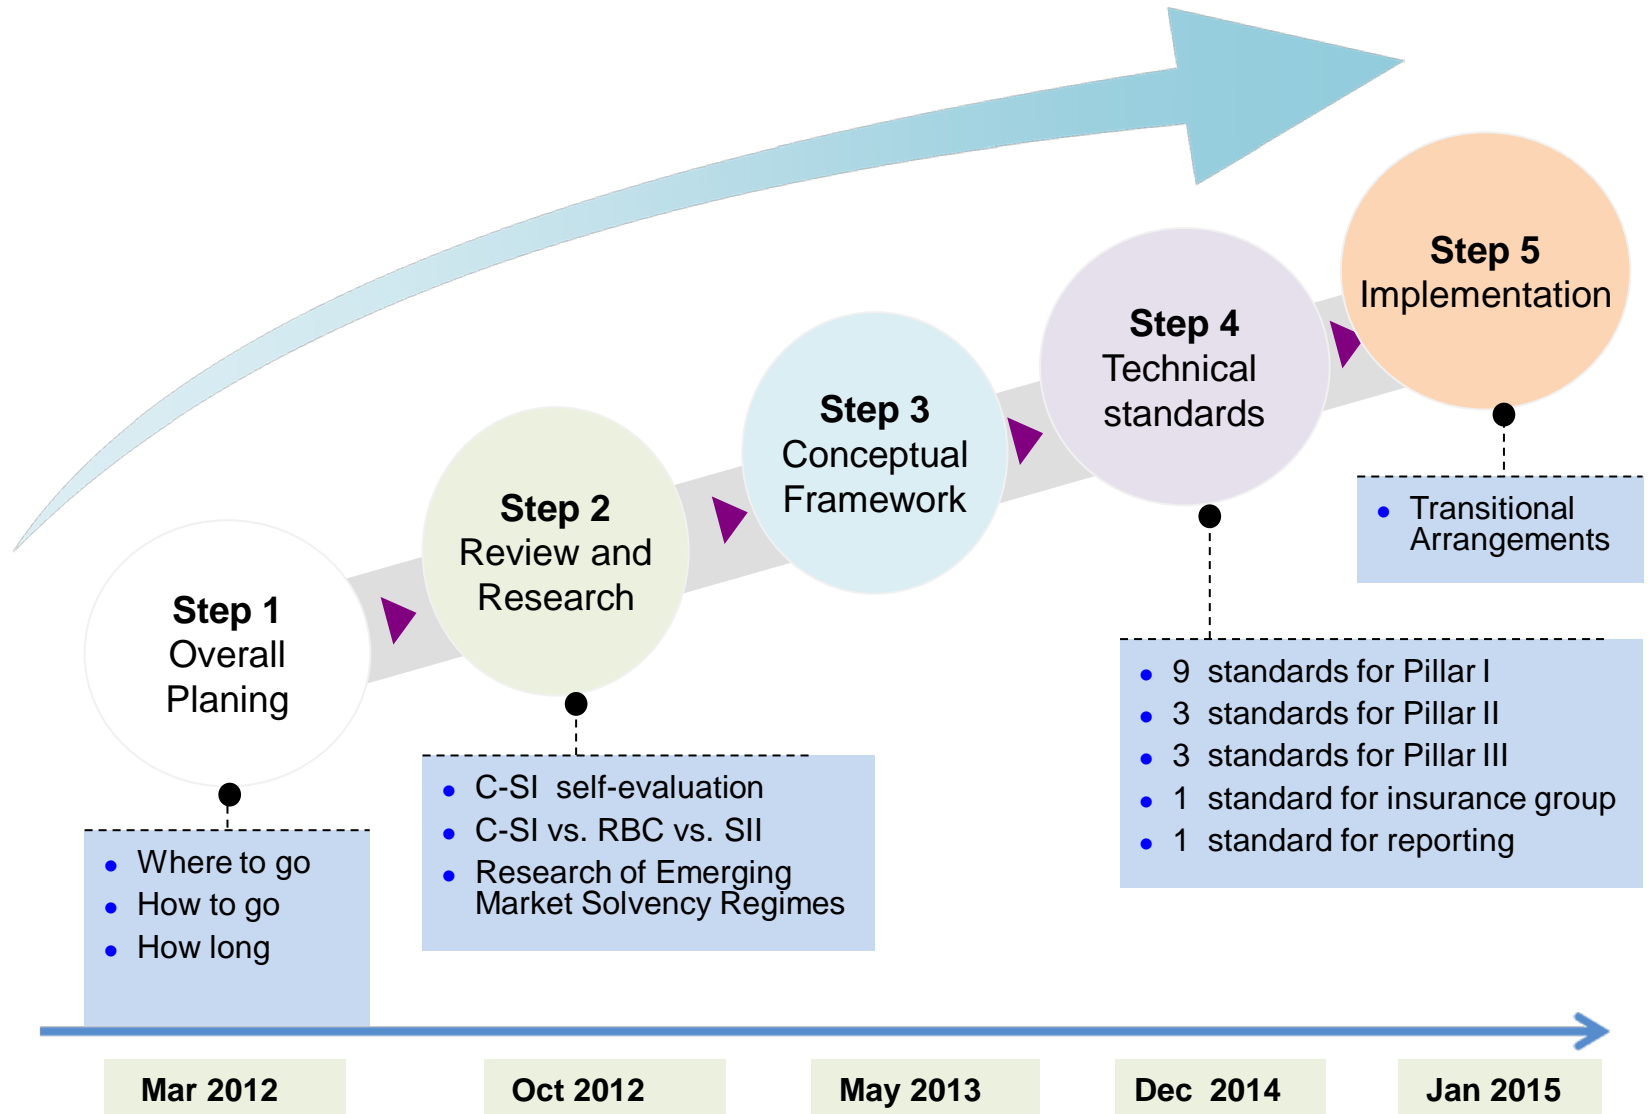 Step 1
Overall
Planing
• Where to go
• How to go
• How long
Step 2
Review and
Research
• C-SI self-evaluation
• C-SI vs. RBC vs. SII
• Research of Emerging
Market Solvency Regimes
Step 3
Conceptual
Framework
Step 4
Technical
standards
• 9 standards for Pillar I
• 3 standards for Pillar II
• 3 standards for Pillar III
• 1 standard for insurance group
• 1 standard for reporting
Step 5
Implementation
• Transitional
Arrangements
Mar 2012
Oct 2012
May 2013
Dec 2014
Jan 2015